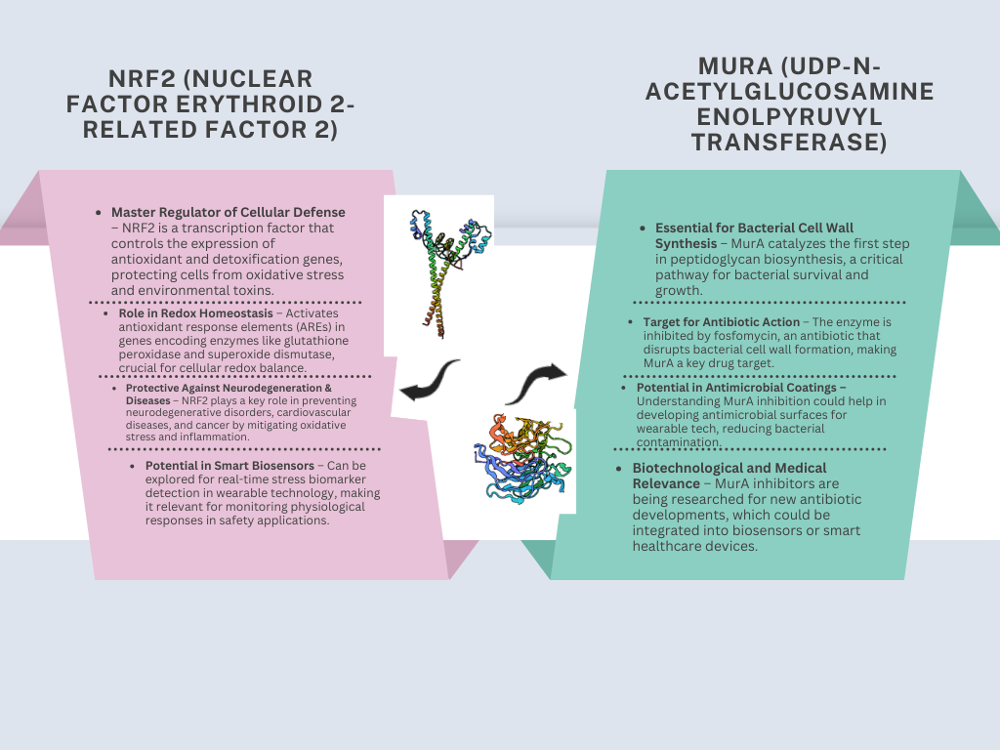 NRF2 (NUCLEAR
FACTOR ERYTHROID 2-
RELATED FACTOR 2)
• Master Regulator of Cellular Defense
– NRF2 is a transcription factor that
controls the expression of
antioxidant and detoxification genes,
protecting cells from oxidative stress
and environmental toxins.
• Role in Redox Homeostasis – Activates
antioxidant response elements (AREs) in
genes encoding enzymes like glutathione
peroxidase and superoxide dismutase,
crucial for cellular redox balance.
• Protective Against Neurodegeneration &
Diseases – NRF2 plays a key role in preventing
neurodegenerative disorders, cardiovascular
diseases, and cancer by mitigating oxidative
stress and inflammation.
• Potential in Smart Biosensors – Can be
explored for real-time stress biomarker
detection in wearable technology, making
it relevant for monitoring physiological
responses in safety applications.
MURA (UDP-N-
ACETYLGLUCOSAMINE
ENOLPYRUVYL
TRANSFERASE)
• Essential for Bacterial Cell Wall
Synthesis – MurA catalyzes the first step
in peptidoglycan biosynthesis, a critical
pathway for bacterial survival and
growth.
• Target for Antibiotic Action – The enzyme is
inhibited by fosfomycin, an antibiotic that
disrupts bacterial cell wall formation, making
MurA a key drug target.
• Potential in Antimicrobial Coatings –
Understanding MurA inhibition could help in
developing antimicrobial surfaces for
wearable tech, reducing bacterial
contamination.
• Biotechnological and Medical
Relevance – MurA inhibitors are
being researched for new antibiotic
developments, which could be
integrated into biosensors or smart
healthcare devices.